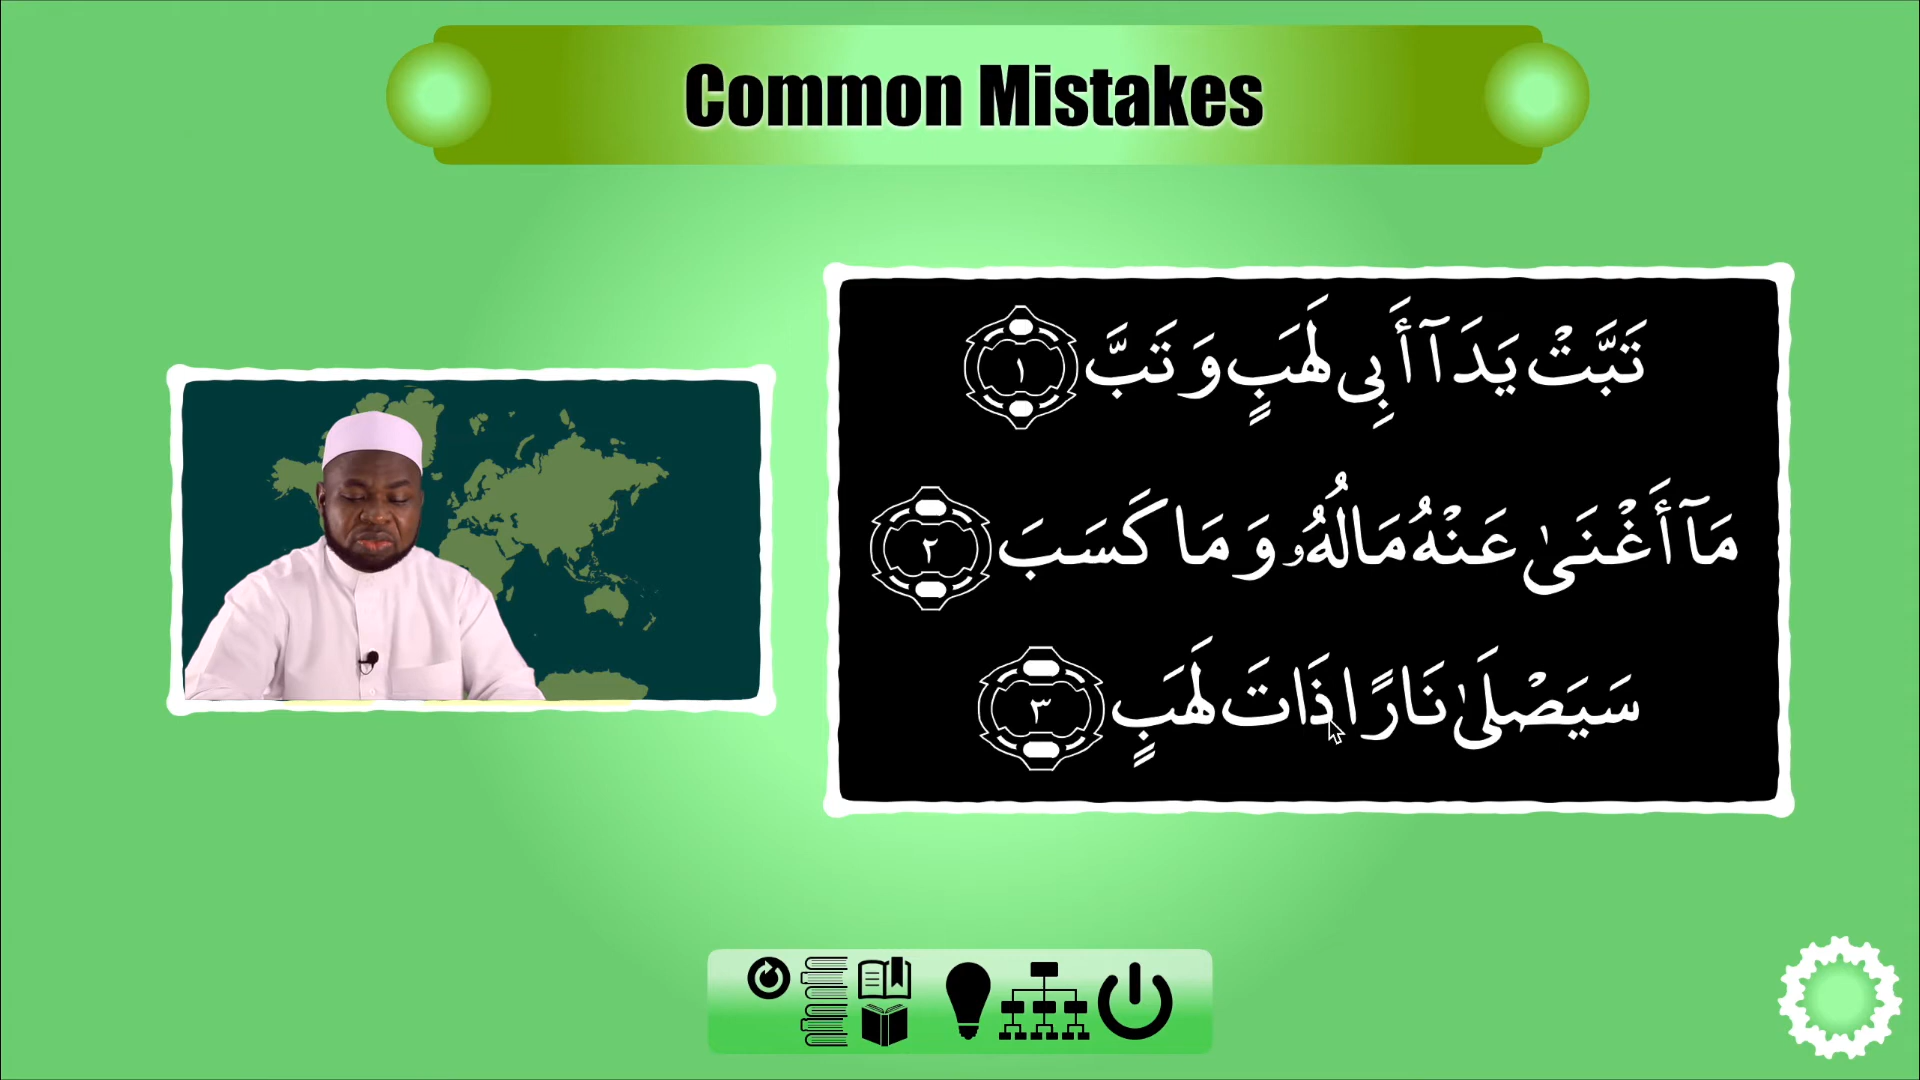 Common Mistakes
تَبَّتْ يَدَآ أَبِى لَهَبٍ وَ تَبَّ ١
مَآ أَغْنَىٰ عَنْهُ مَالُهُۥ وَ مَا كَسَبَ ٢
سَيَصْلَىٰ نَارًا ذَاتَ لَهَبٍ ٣